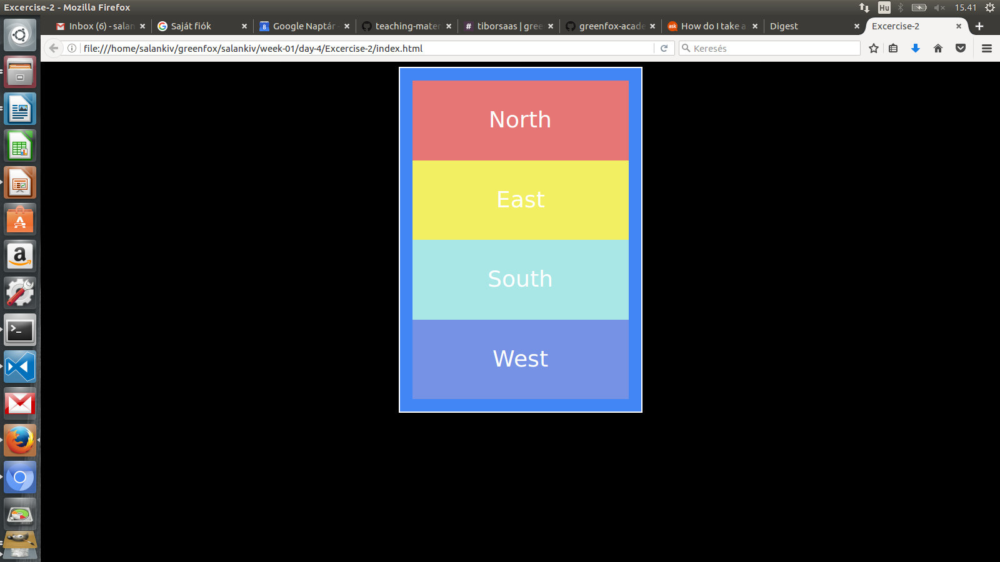 Excercise-2 - Mozilla Firefox
Hu
15.41
Inbox (6) - salan
Saját fiók
8
Google Naptár -
teaching-mater
#
tiborsaas | gree
greenfox-acade
ask
How do I take a
Digest
Excercise-2
file:///home/salankiv/greenfox/salankiv/week-01/day-4/Excercise-2/index.html
Keresés
North
East
South
West